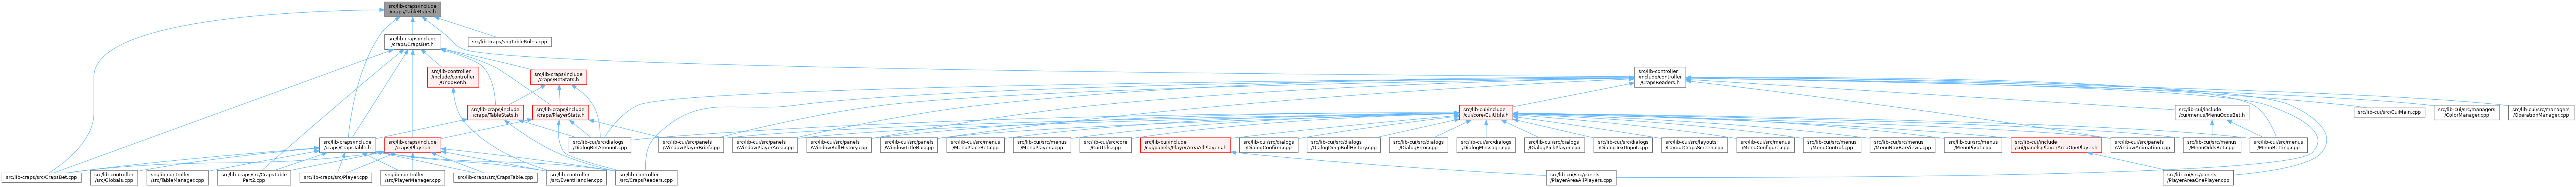 src/lib-craps/include
/craps/TableRules.h
src/lib-craps/include
/craps/CrapsBet.h
src/lib-craps/src/TableRules.cpp
src/lib-controller
/include/controller
/UndoBet.h
src/lib-craps/include
/craps/BetStats.h
src/lib-controller
/include/controller
/CrapsReaders.h
src/lib-craps/include
/craps/TableStats.h
src/lib-craps/include
/craps/PlayerStats.h
src/lib-cui/include
/cui/core/CuiUtils.h
src/lib-cui/include
/cui/menus/MenuOddsBet.h
src/lib-cui/src/CuiMain.cpp
src/lib-cui/src/managers
/ColorManager.cpp
src/lib-cui/src/managers
/OperationManager.cpp
src/lib-craps/include
/craps/CrapsTable.h
src/lib-craps/include
/craps/Player.h
src/lib-cui/src/dialogs
/DialogBetAmount.cpp
src/lib-cui/src/panels
/WindowPlayerBrief.cpp
src/lib-cui/src/panels
/WindowPlayerArea.cpp
src/lib-cui/src/panels
/WindowRollHistory.cpp
src/lib-cui/src/panels
/WindowTitleBar.cpp
src/lib-cui/src/menus
/MenuPlaceBet.cpp
src/lib-cui/src/menus
/MenuPlayers.cpp
src/lib-cui/src/core
/CuiUtils.cpp
src/lib-cui/include
/cui/panels/PlayerAreaAllPlayers.h
src/lib-cui/src/dialogs
/DialogConfirm.cpp
src/lib-cui/src/dialogs
/DialogDeepRollHistory.cpp
src/lib-cui/src/dialogs
/DialogError.cpp
src/lib-cui/src/dialogs
/DialogMessage.cpp
src/lib-cui/src/dialogs
/DialogPickPlayer.cpp
src/lib-cui/src/dialogs
/DialogTextInput.cpp
src/lib-cui/src/layouts
/LayoutCrapsScreen.cpp
src/lib-cui/src/menus
/MenuConfigure.cpp
src/lib-cui/src/menus
/MenuControl.cpp
src/lib-cui/src/menus
/MenuNavBarViews.cpp
src/lib-cui/src/menus
/MenuPivot.cpp
src/lib-cui/include
/cui/panels/PlayerAreaOnePlayer.h
src/lib-cui/src/panels
/WindowAnimation.cpp
src/lib-cui/src/menus
/MenuOddsBet.cpp
src/lib-cui/src/menus
/MenuBetting.cpp
src/lib-craps/src/CrapsBet.cpp
src/lib-controller
/src/Globals.cpp
src/lib-controller
/src/TableManager.cpp
src/lib-craps/src/CrapsTable
Part2.cpp
src/lib-craps/src/Player.cpp
src/lib-controller
/src/PlayerManager.cpp
src/lib-craps/src/CrapsTable.cpp
src/lib-controller
/src/EventHandler.cpp
src/lib-controller
/src/CrapsReaders.cpp
src/lib-cui/src/panels
/PlayerAreaAllPlayers.cpp
src/lib-cui/src/panels
/PlayerAreaOnePlayer.cpp